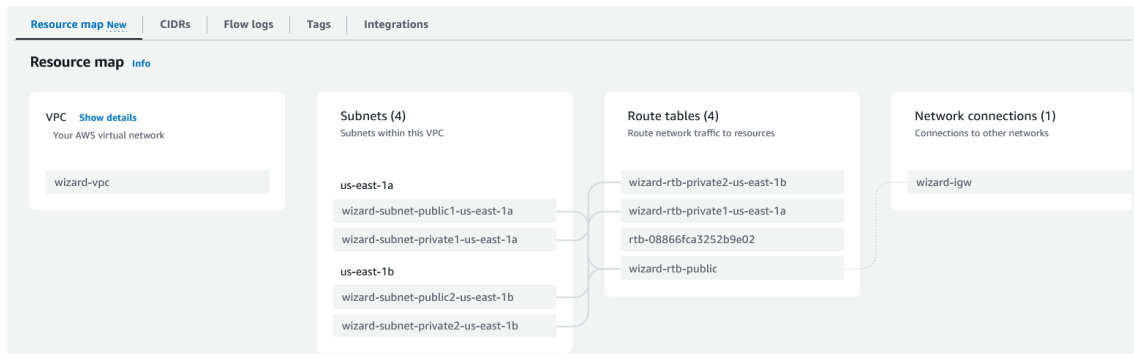 Resource map New
CIDRs
Flow logs
Tags
Integrations
Resource map Info
VPC Show details
Your AWS virtual network
wizard-vpc
Subnets (4)
Subnets within this VPC
us-east-1a
wizard-subnet-public1-us-east-1a
wizard-subnet-private1-us-east-1a
us-east-1b
wizard-subnet-public2-us-east-1b
wizard-subnet-private2-us-east-1b
Route tables (4)
Route network traffic to resources
wizard-rtb-private2-us-east-1b
wizard-rtb-private1-us-east-1a
rtb-08866fca3252b9e02
wizard-rtb-public
Network connections (1)
Connections to other networks
wizard-igw